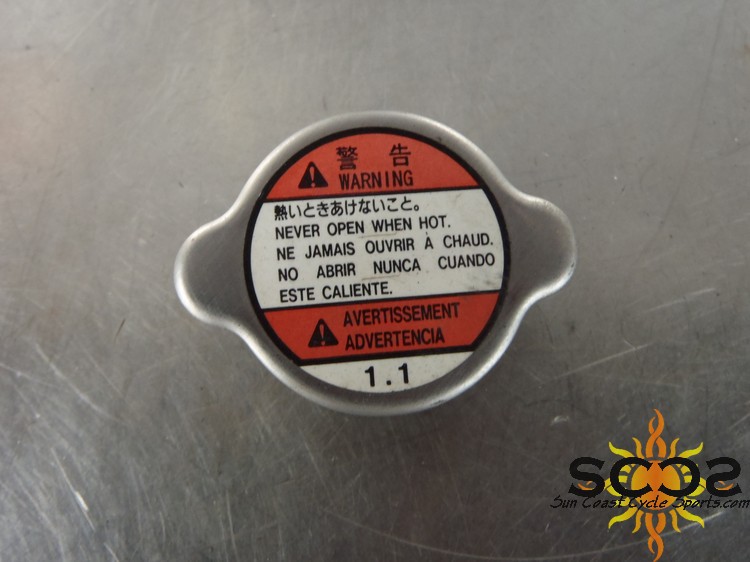 警告
WARNING
熱いときあけないこと。
NEVER OPEN WHEN HOT.
NE JAMAIS OUVRIR À CHAUD.
NO ABRIR NUNCA CUANDO
ESTE CALIENTE.
AVERTISSEMENT
ADVERTENCIA
1.1
SCCS
Sun Coast Cycle Sports.com